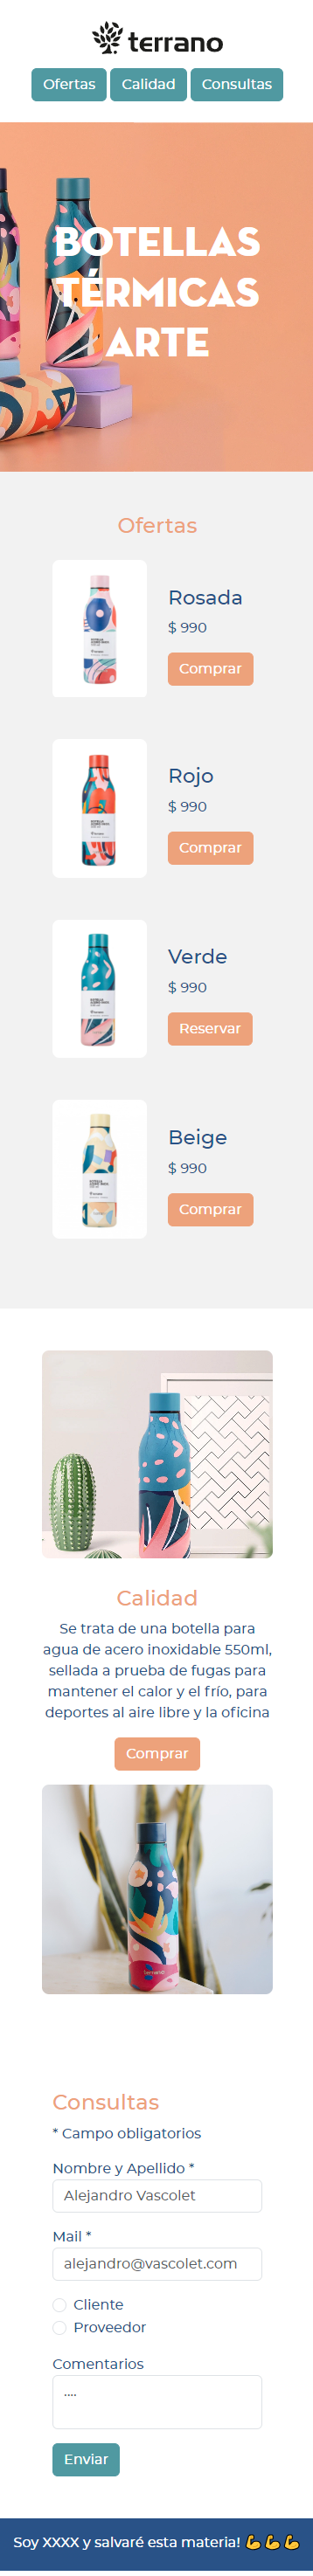 terrano
Ofertas Calidad Consultas
BOTELLAS
TÉRMICAS
ARTE
Ofertas
Rosada
$ 990
Comprar
Rojo
$ 990
Comprar
Verde
$ 990
Reservar
Beige
$ 990
Comprar
Calidad
Se trata de una botella para
agua de acero inoxidable 550ml,
sellada a prueba de fugas para
mantener el calor y el frío, para
deportes al aire libre y la oficina
Comprar
terrano
Consultas
* Campo obligatorios
Nombre y Apellido *
Alejandro Vascolet
Mail *
alejandro@vascolet.com
Cliente
Proveedor
Comentarios
....
Enviar
Soy XXXX y salvaré esta materia! 💪💪💪